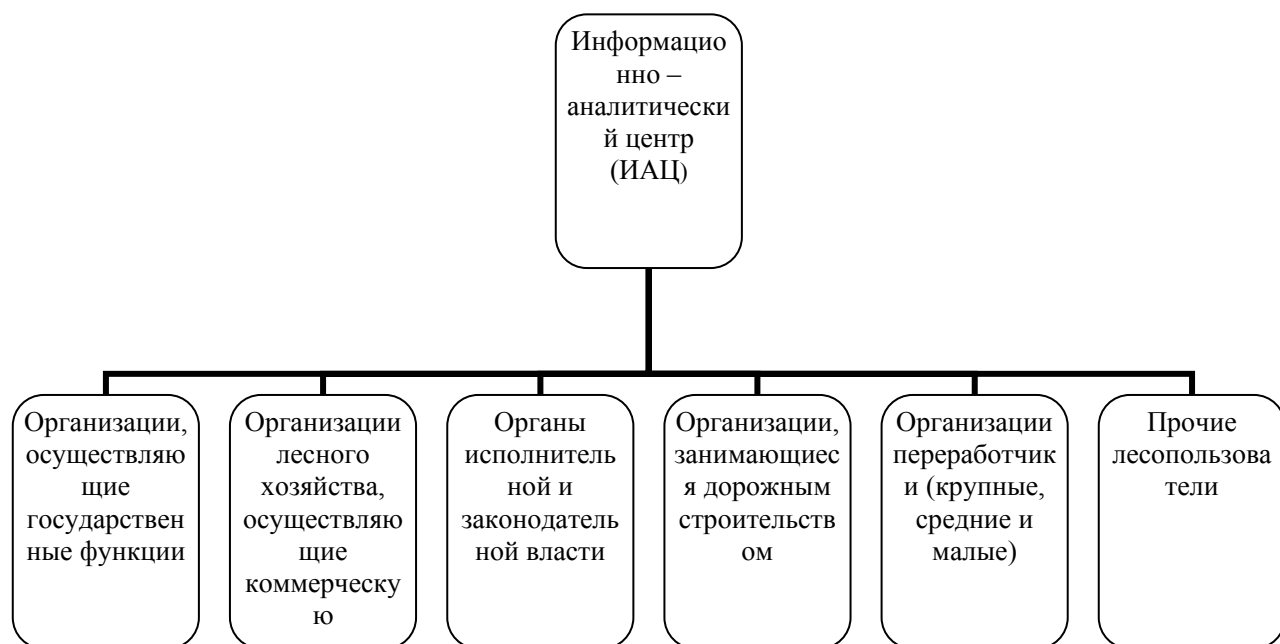 Информацио
нно –
аналитически
й центр
(ИАЦ)
Организации,
осуществляю
щие
государствен
ные функции
Организации
лесного
хозяйства,
осуществляю
щие
коммерческу
ю
Органы
исполнитель
ной и
законодатель
ной власти
Организации,
занимающиес
я дорожным
строительств
ом
Организации
переработчик
и (крупные,
средние и
малые)
Прочие
лесопользова
тели